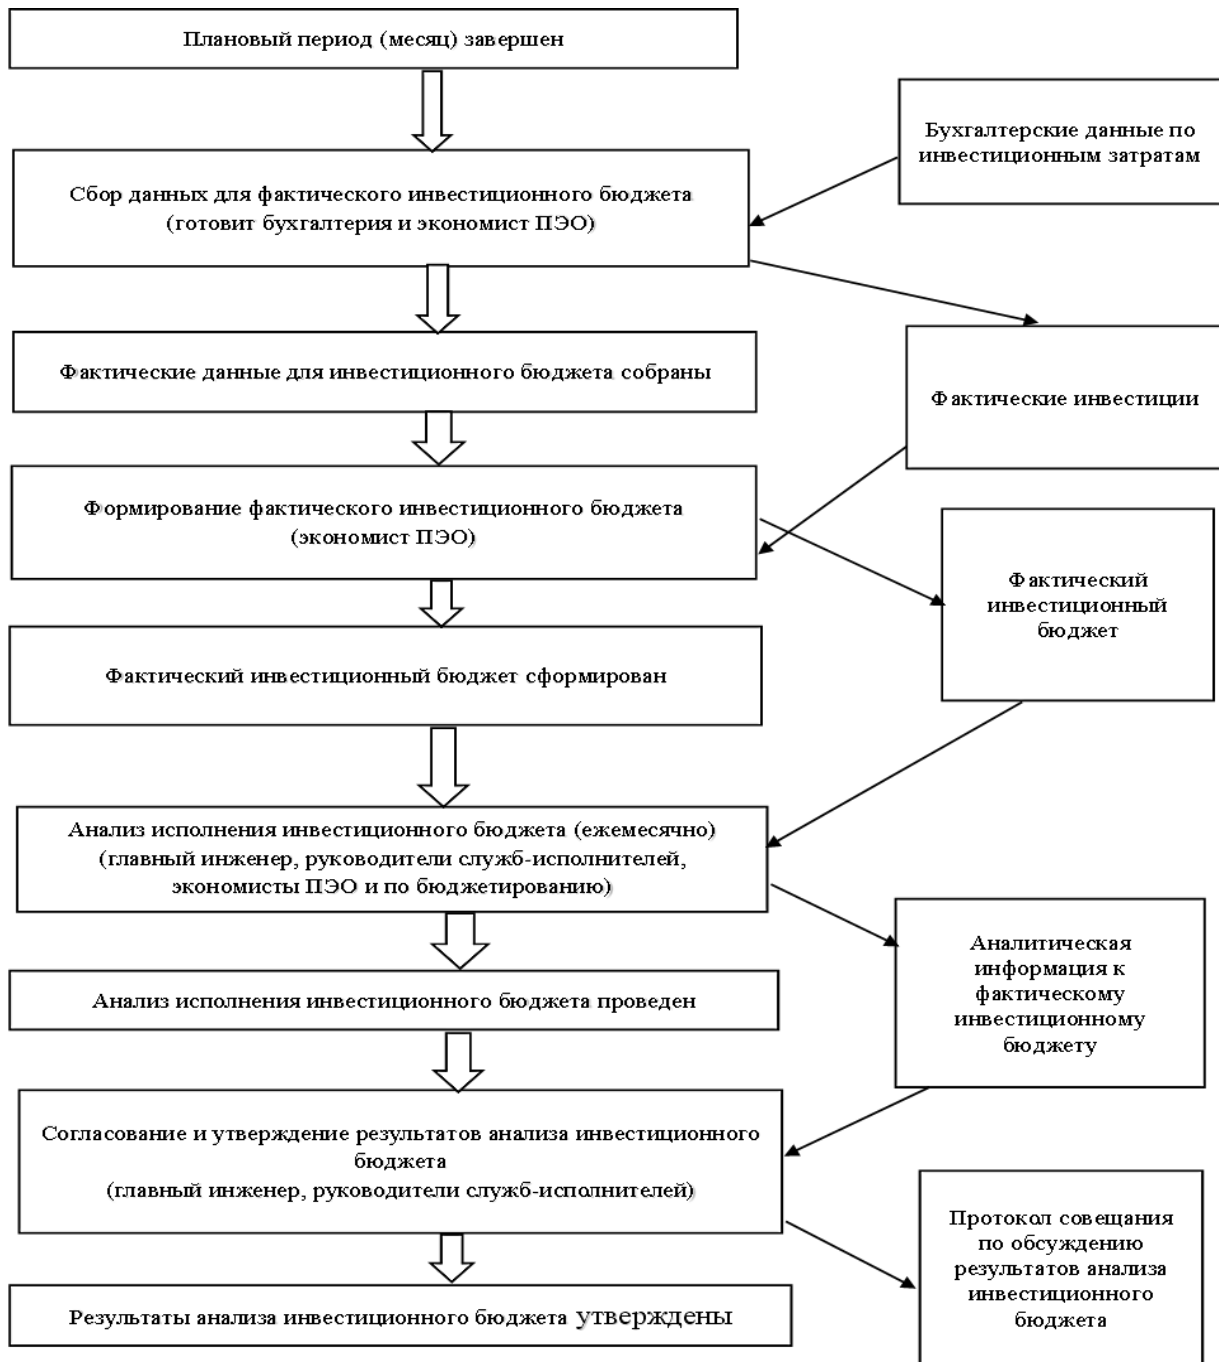 Плановый период (месяц) завершен
Бухгалтерские данные по
инвестиционным затратам
Сбор данных для фактического инвестиционного бюджета
(готовит бухгалтерия и экономист ПЭО)
Фактические данные для инвестиционного бюджета собраны
Фактические инвестиции
Формирование фактического инвестиционного бюджета
(экономист ПЭО)
Фактический
инвестиционный
бюджет
Фактический инвестиционный бюджет сформирован
Анализ исполнения инвестиционного бюджета (ежемесячно)
(главный инженер, руководители служб-исполнителей,
экономисты ПЭО и по бюджетированию)
Аналитическая
информация к
фактическому
инвестиционному
бюджету
Анализ исполнения инвестиционного бюджета проведен
Согласование и утверждение результатов анализа инвестиционного
бюджета
(главный инженер, руководители служб-исполнителей)
Протокол совещания
по обсуждению
результатов анализа
инвестиционного
бюджета
Результаты анализа инвестиционного бюджета утверждены